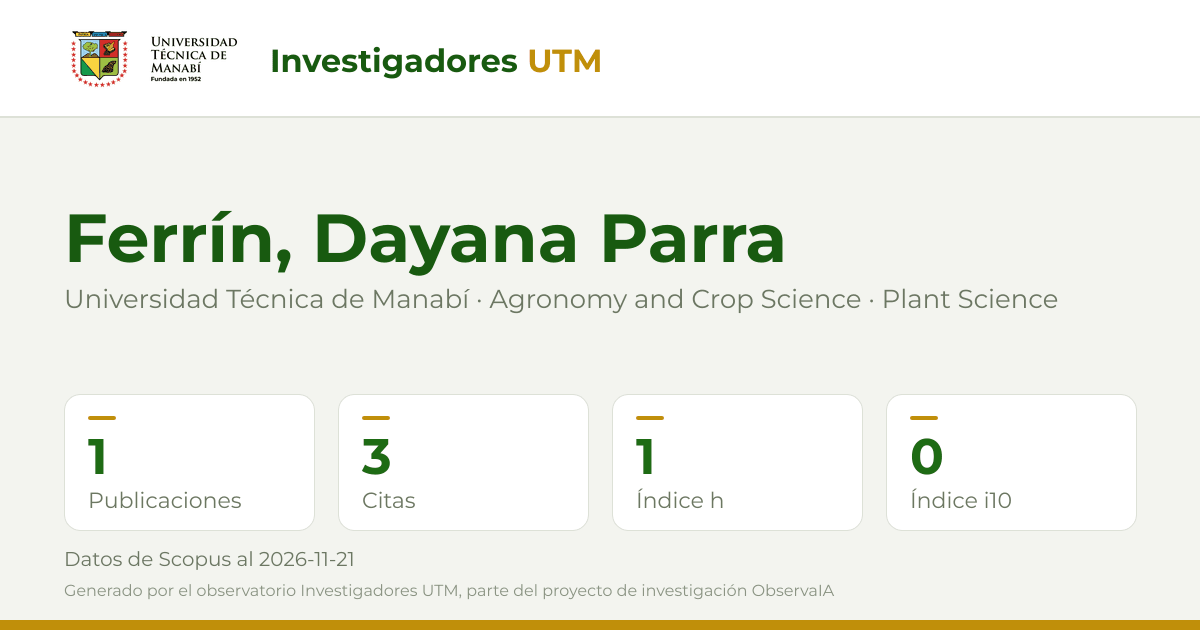 UNIVERSIDAD
TÉCNICA DE
MANABÍ
Fundada en 1952
Investigadores UTM
Ferrín, Dayana Parra
Universidad Técnica de Manabí · Agronomy and Crop Science · Plant Science
1
Publicaciones
3
Citas
1
Índice h
0
Índice i10
Datos de Scopus al 2026-11-21
Generado por el observatorio Investigadores UTM, parte del proyecto de investigación ObservaIA